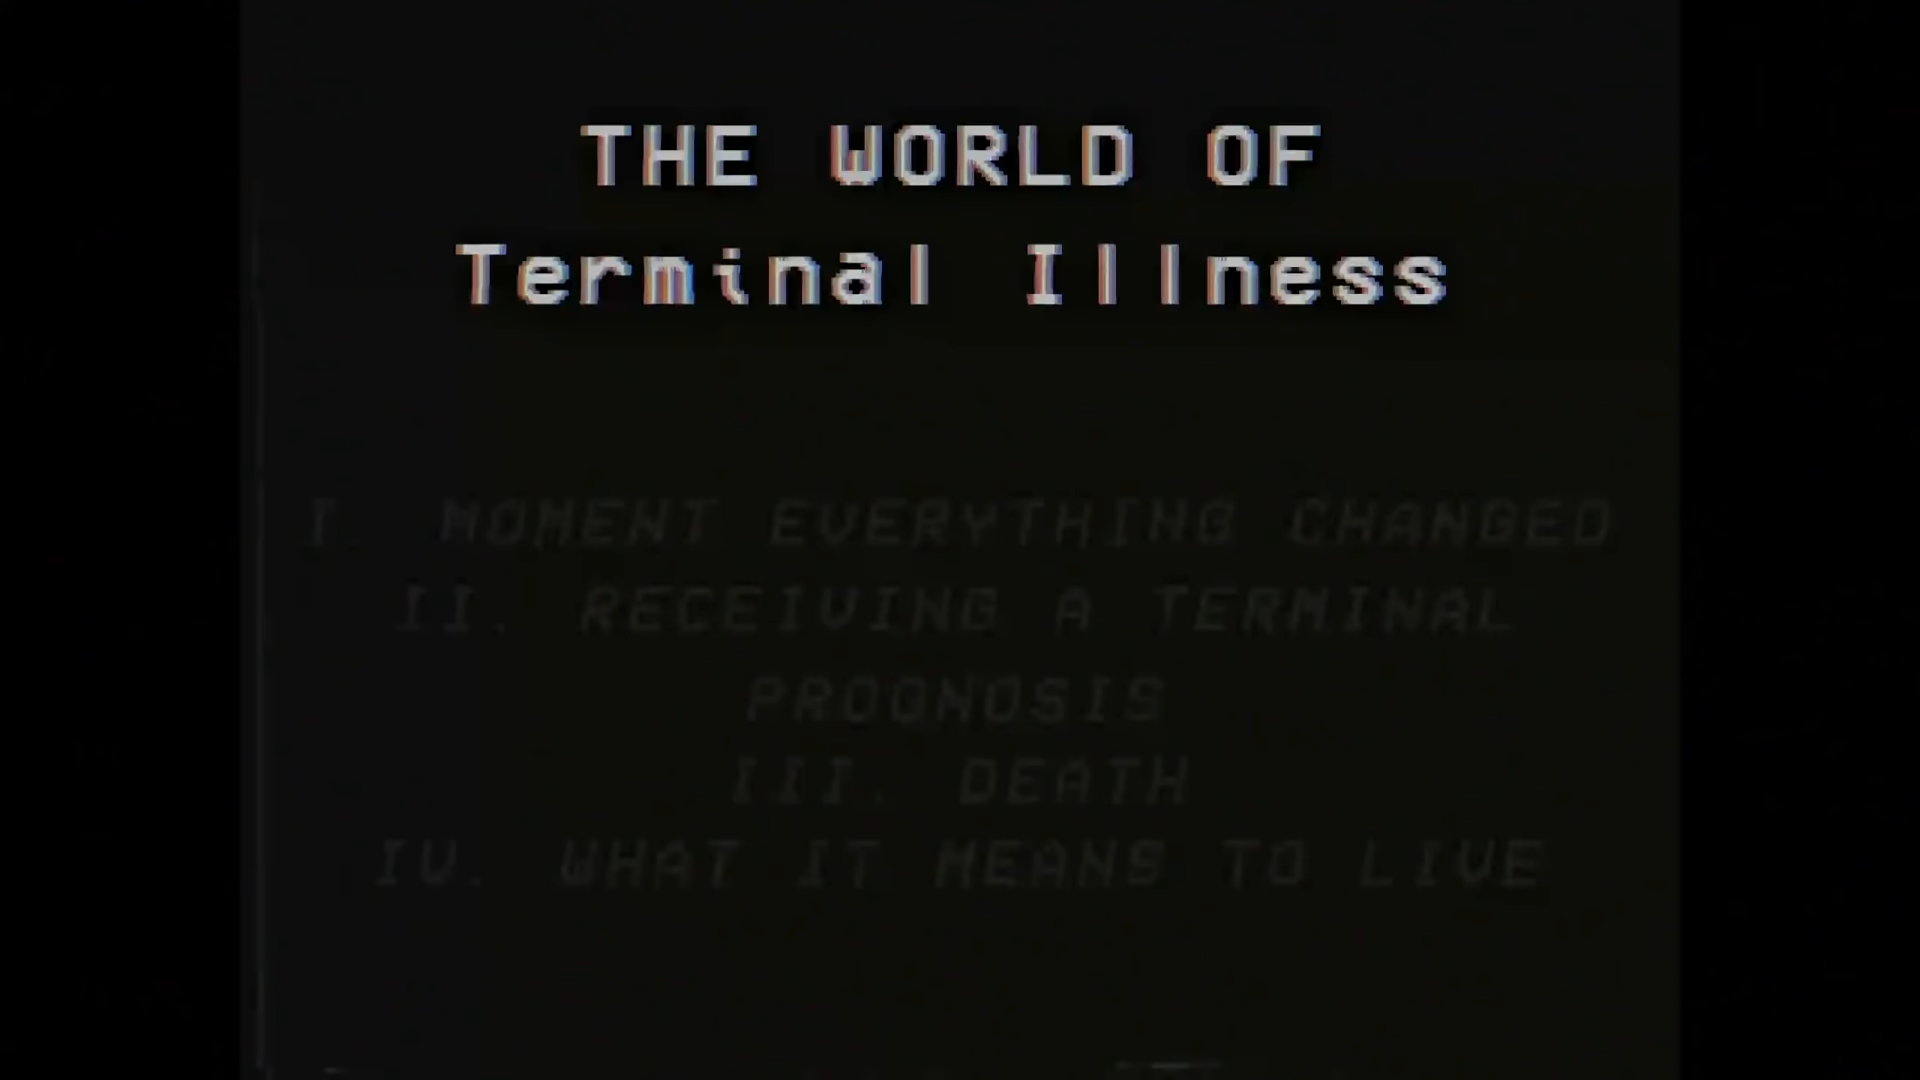 THE WORLD OF
Terminal Illness
I. MOMENT EVERYTHING CHANGED
II. RECEIVING A TERMINAL
PROGNOSIS
III. DEATH
IV. WHAT IT MEANS TO LIVE